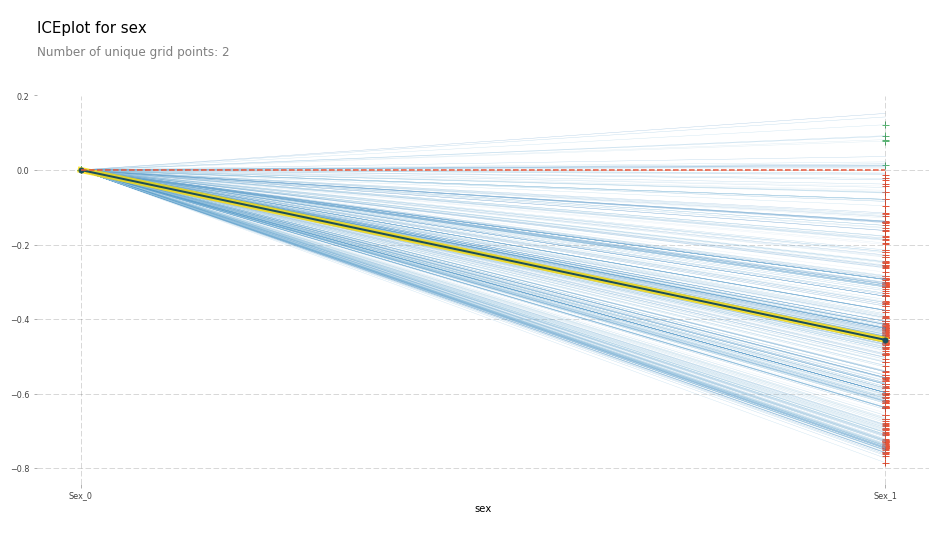 ICEplot for sex
Number of unique grid points: 2
0.2
0.0
−0.2
−0.4
−0.6
−0.8
Sex_0
Sex_1
sex